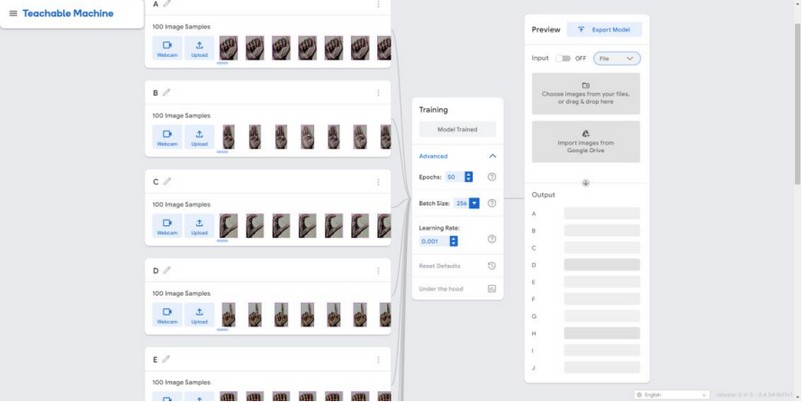 Teachable Machine
A
100 Image Samples
Webcam
Upload
B
100 Image Samples
Webcam
Upload
C
100 Image Samples
Webcam
Upload
D
100 Image Samples
Webcam
Upload
E
100 Image Samples
Training
Model Trained
Advanced
Epochs: 50
Batch Size: 256
Learning Rate:
0.001
Reset Defaults
Under the hood
Preview
Export Model
Input
OFF
File
Choose images from your files,
or drag & drop here
Import images from
Google Drive
Output
A
B
C
D
E
F
G
H
I
J
English